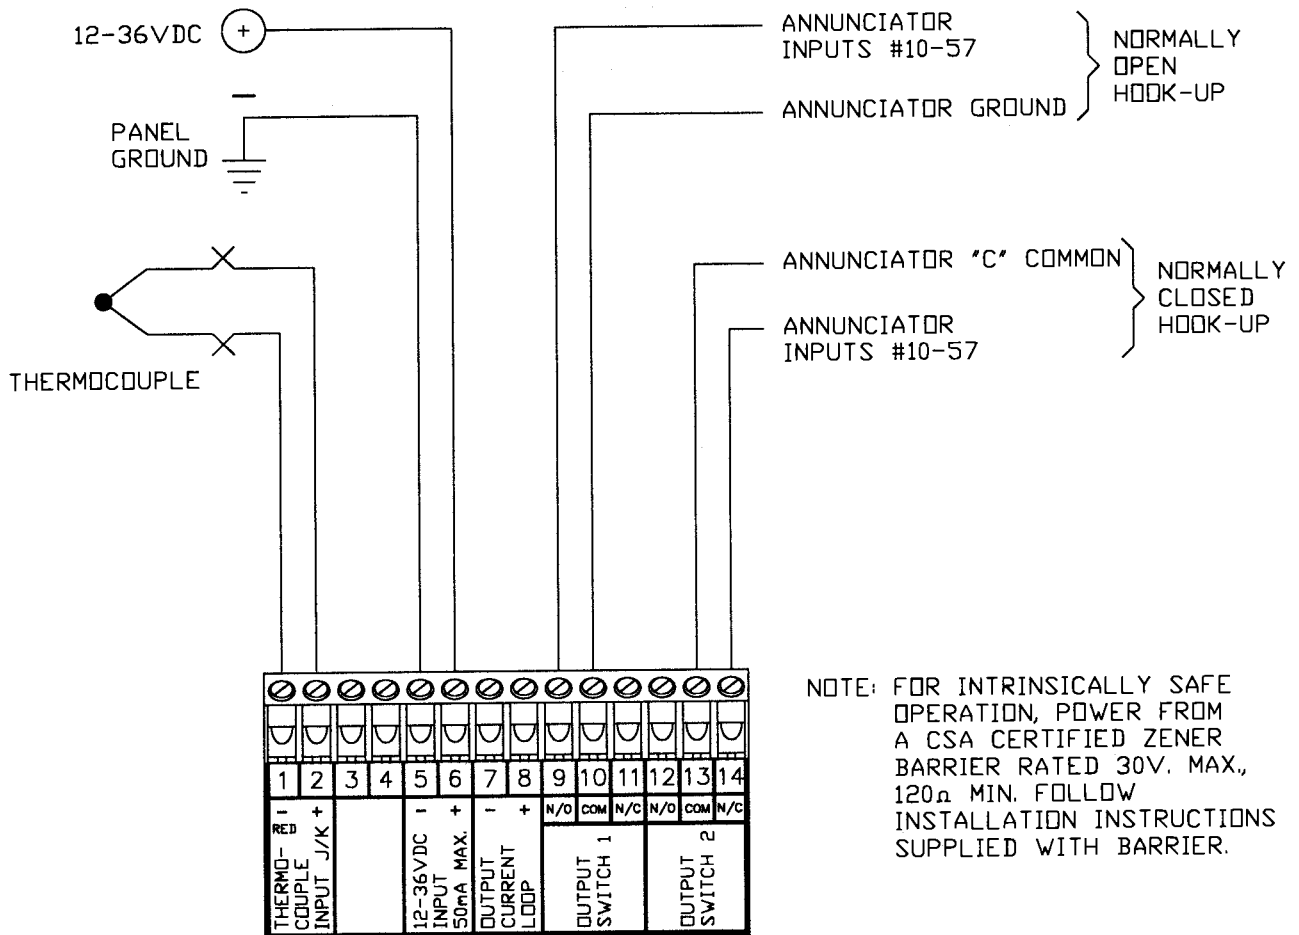 12-36VDC +
−
PANEL
GROUND
THERMOCOUPLE
ANNUNCIATOR
INPUTS #10-57
ANNUNCIATOR GROUND
NORMALLY
OPEN
HOOK-UP
ANNUNCIATOR "C" COMMON
ANNUNCIATOR
INPUTS #10-57
NORMALLY
CLOSED
HOOK-UP
1 2 3 4 5 6 7 8 9 10 11 12 13 14
− + − + − + N/O COM N/C N/O COM N/C
RED
THERMO-
COUPLE
INPUT J/K
12-36VDC
INPUT
50mA MAX.
OUTPUT
CURRENT
LOOP
OUTPUT
SWITCH 1
OUTPUT
SWITCH 2
NOTE: FOR INTRINSICALLY SAFE
OPERATION, POWER FROM
A CSA CERTIFIED ZENER
BARRIER RATED 30V. MAX.,
120Ω MIN. FOLLOW
INSTALLATION INSTRUCTIONS
SUPPLIED WITH BARRIER.